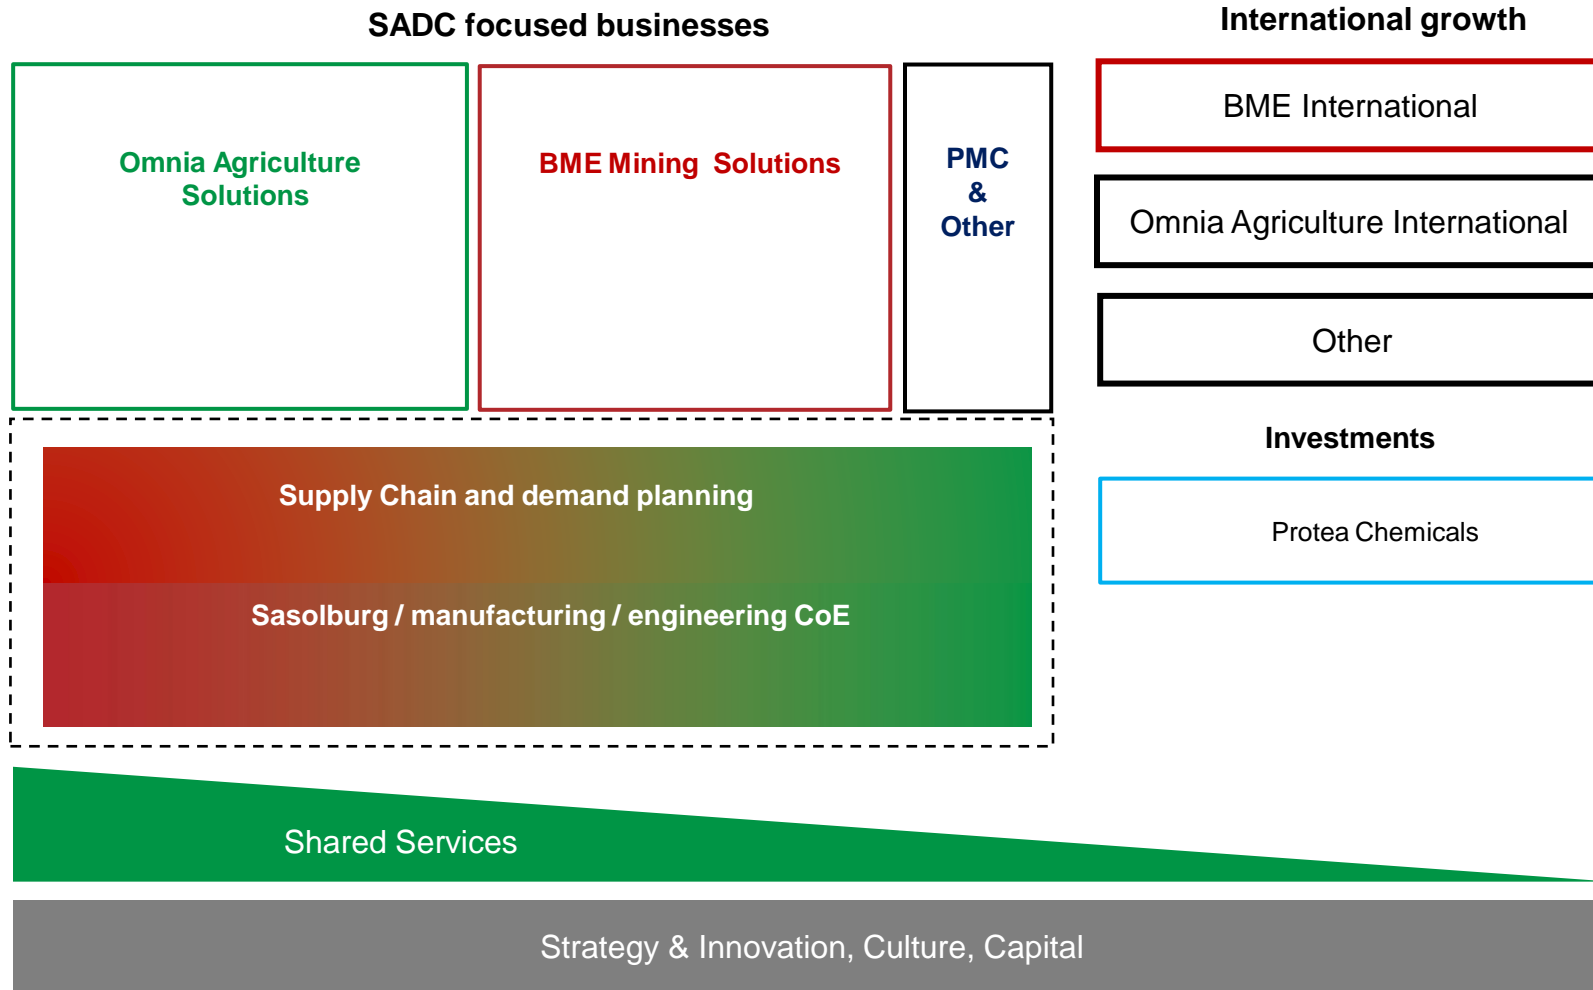 SADC focused businesses
Omnia Agriculture
Solutions
BME Mining Solutions
PMC
&
Other
International growth
BME International
Omnia Agriculture International
Other
Investments
Protea Chemicals
Supply Chain and demand planning
Sasolburg / manufacturing / engineering CoE
Shared Services
Strategy & Innovation, Culture, Capital